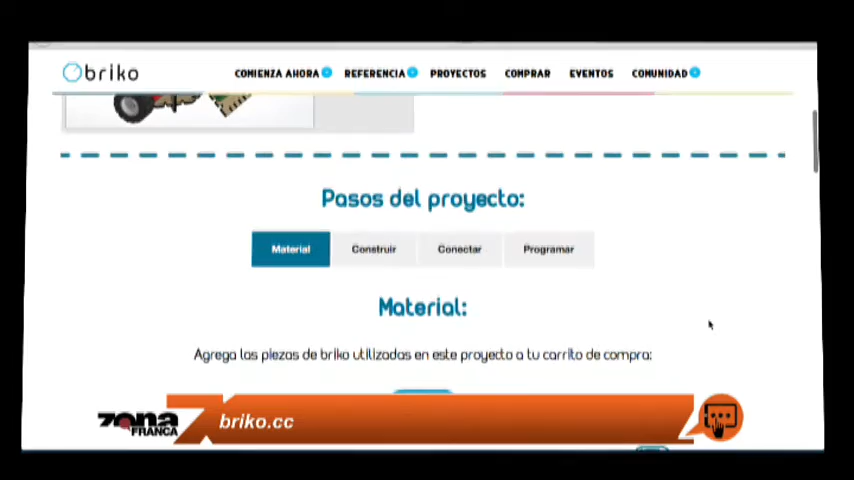 briko
COMIENZA AHORA REFERENCIA PROYECTOS COMPRAR EVENTOS COMUNIDAD
Pasos del proyecto:
Material Construir Conectar Programar
Material:
Agrega las piezas de briko utilizadas en este proyecto a tu carrito de compra:
ZONA FRANCA
briko.cc